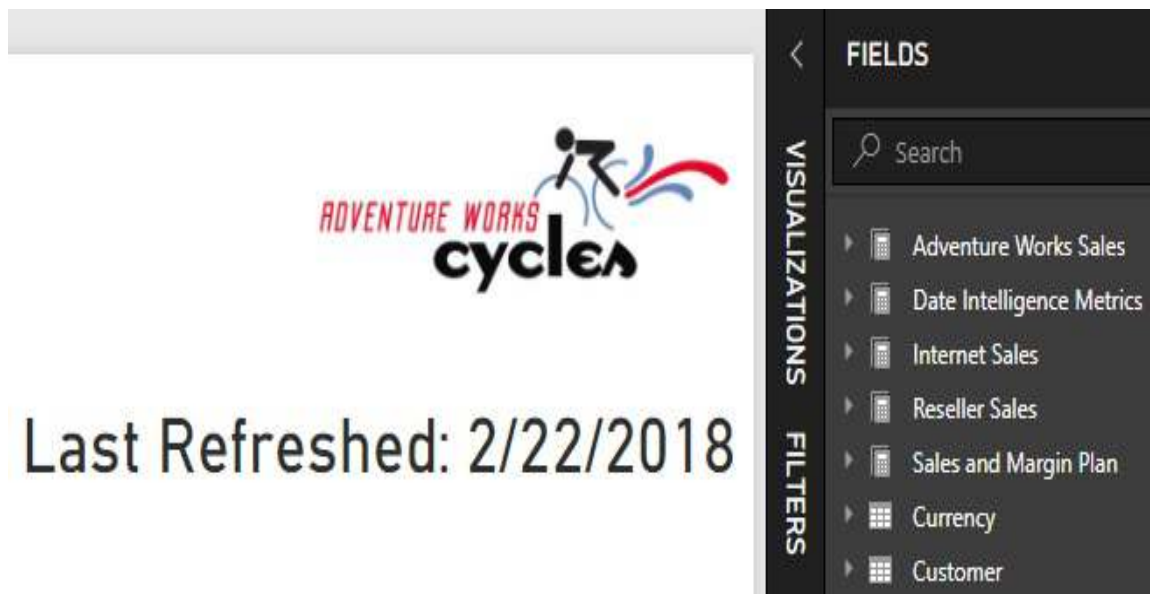 ADVENTURE WORKS
cycles
Last Refreshed: 2/22/2018
VISUALIZATIONS
FILTERS
FIELDS
Search
Adventure Works Sales
Date Intelligence Metrics
Internet Sales
Reseller Sales
Sales and Margin Plan
Currency
Customer